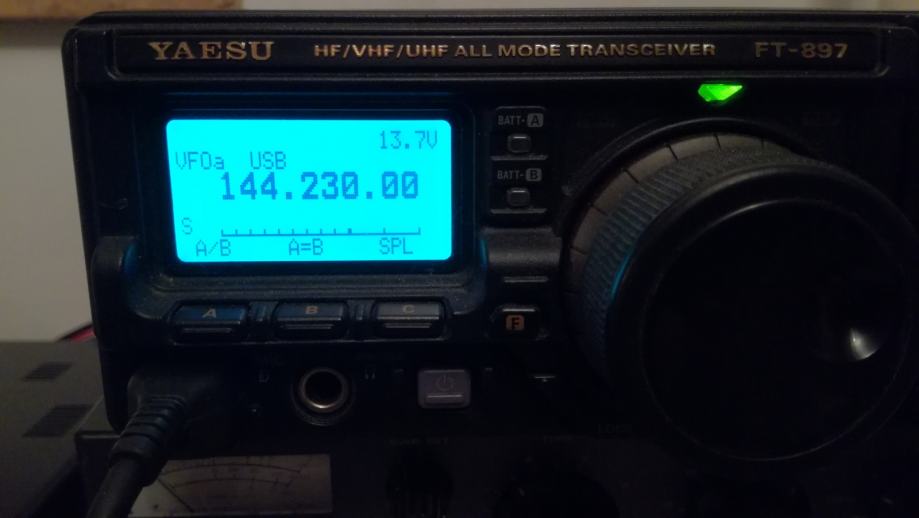 YAESU HF/VHF/UHF ALL MODE TRANSCEIVER FT-897
13.7V
VFOa USB
144.230.00
S
A/B A=B SPL
BATT-A
BATT-B
A B C
F
LOCK